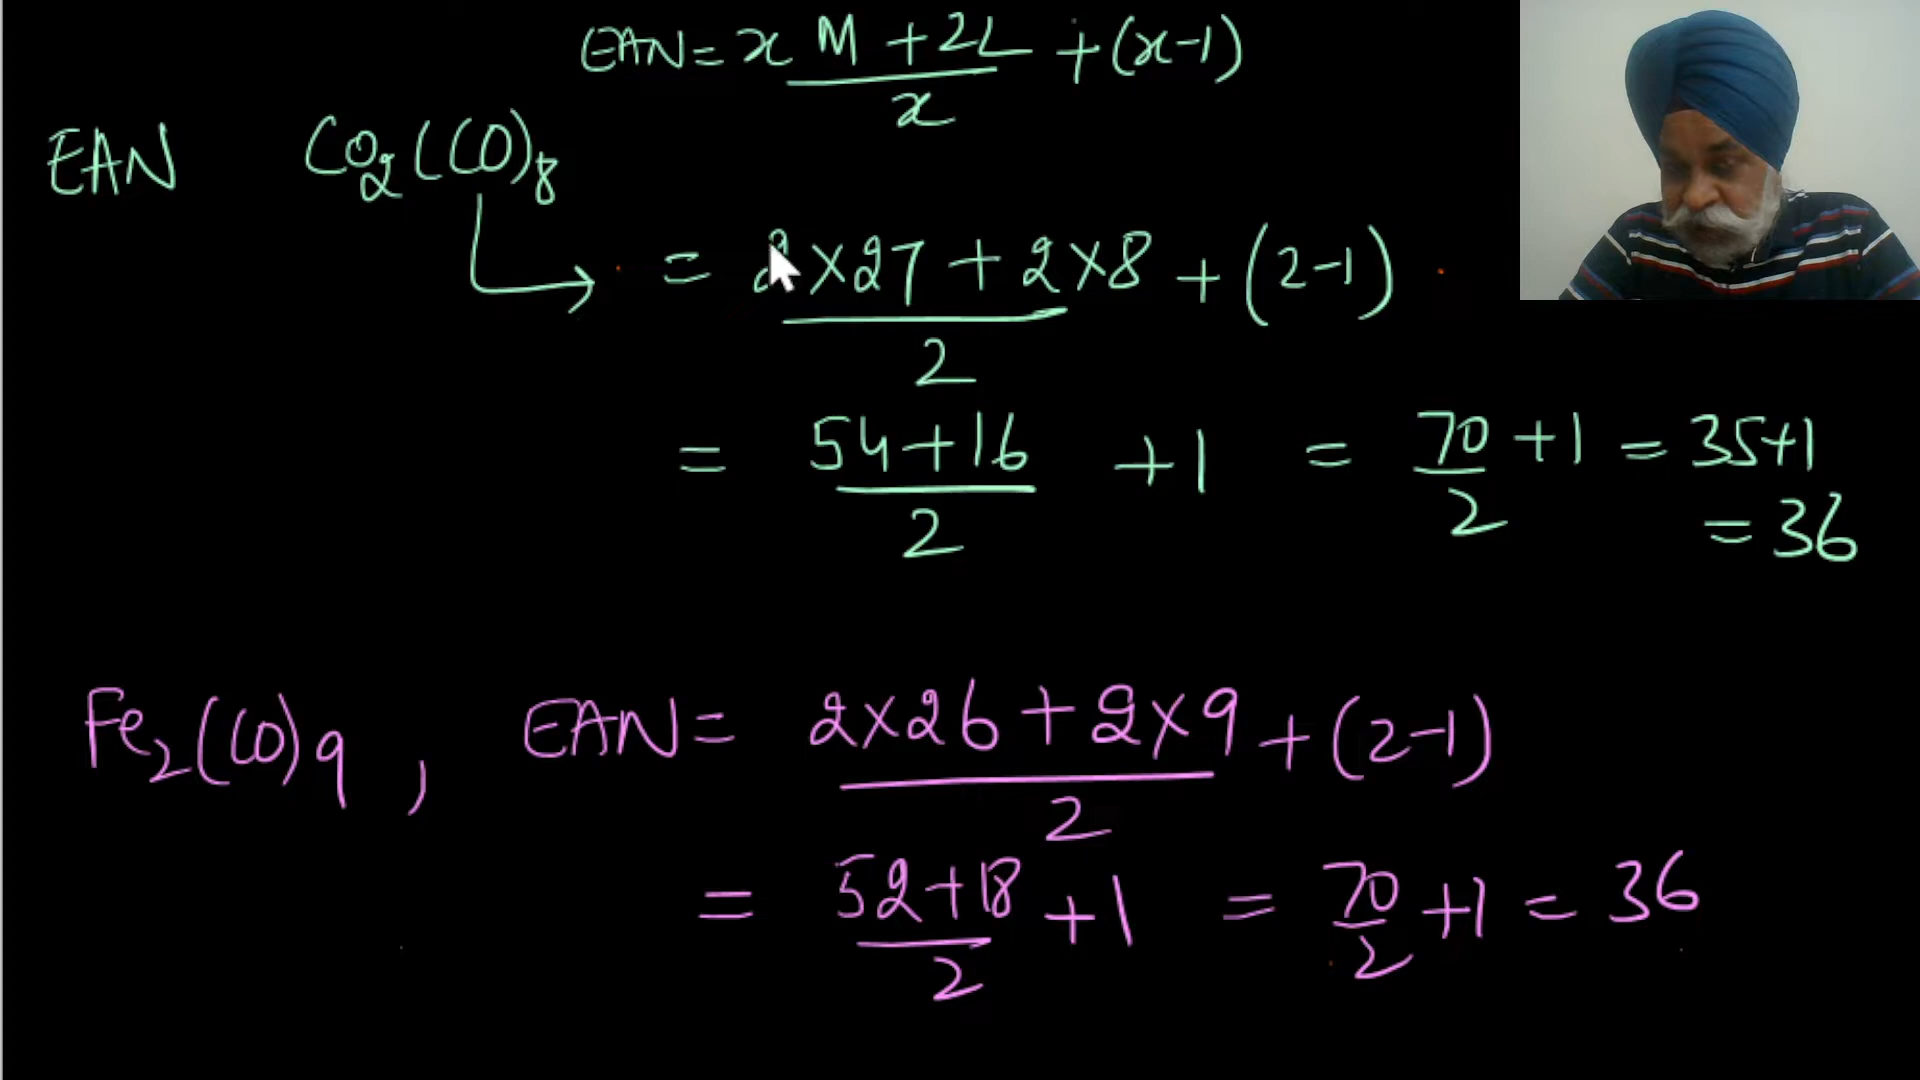 EAN = x M + 2L / x + (x-1)
EAN Co2(CO)8
= 2×27 + 2×8 / 2 + (2-1)
= 54+16 / 2 + 1 = 70/2 + 1 = 35+1
= 36
Fe2(CO)9 , EAN = 2×26 + 2×9 / 2 + (2-1)
= 52+18 / 2 + 1 = 70/2 + 1 = 36